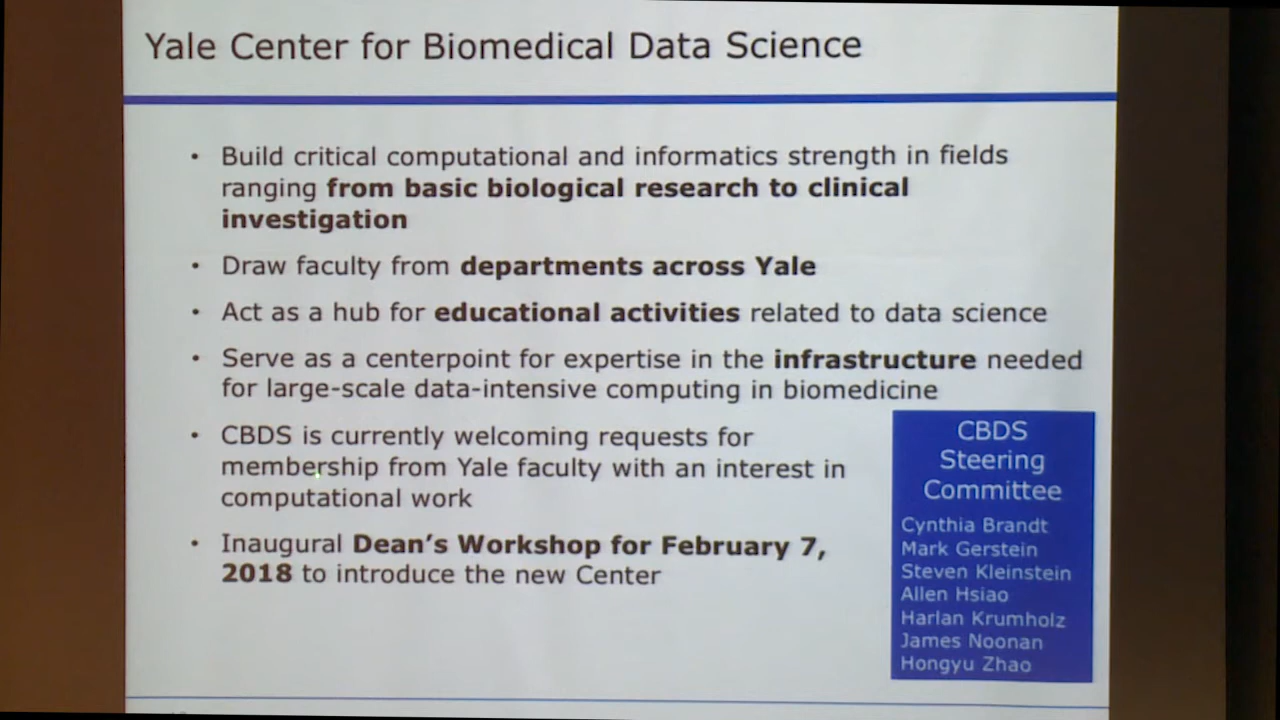 Yale Center for Biomedical Data Science
• Build critical computational and informatics strength in fields
ranging from basic biological research to clinical
investigation
• Draw faculty from departments across Yale
• Act as a hub for educational activities related to data science
• Serve as a centerpoint for expertise in the infrastructure needed
for large-scale data-intensive computing in biomedicine
• CBDS is currently welcoming requests for
membership from Yale faculty with an interest in
computational work
• Inaugural Dean's Workshop for February 7,
2018 to introduce the new Center
CBDS
Steering
Committee
Cynthia Brandt
Mark Gerstein
Steven Kleinstein
Allen Hsiao
Harlan Krumholz
James Noonan
Hongyu Zhao